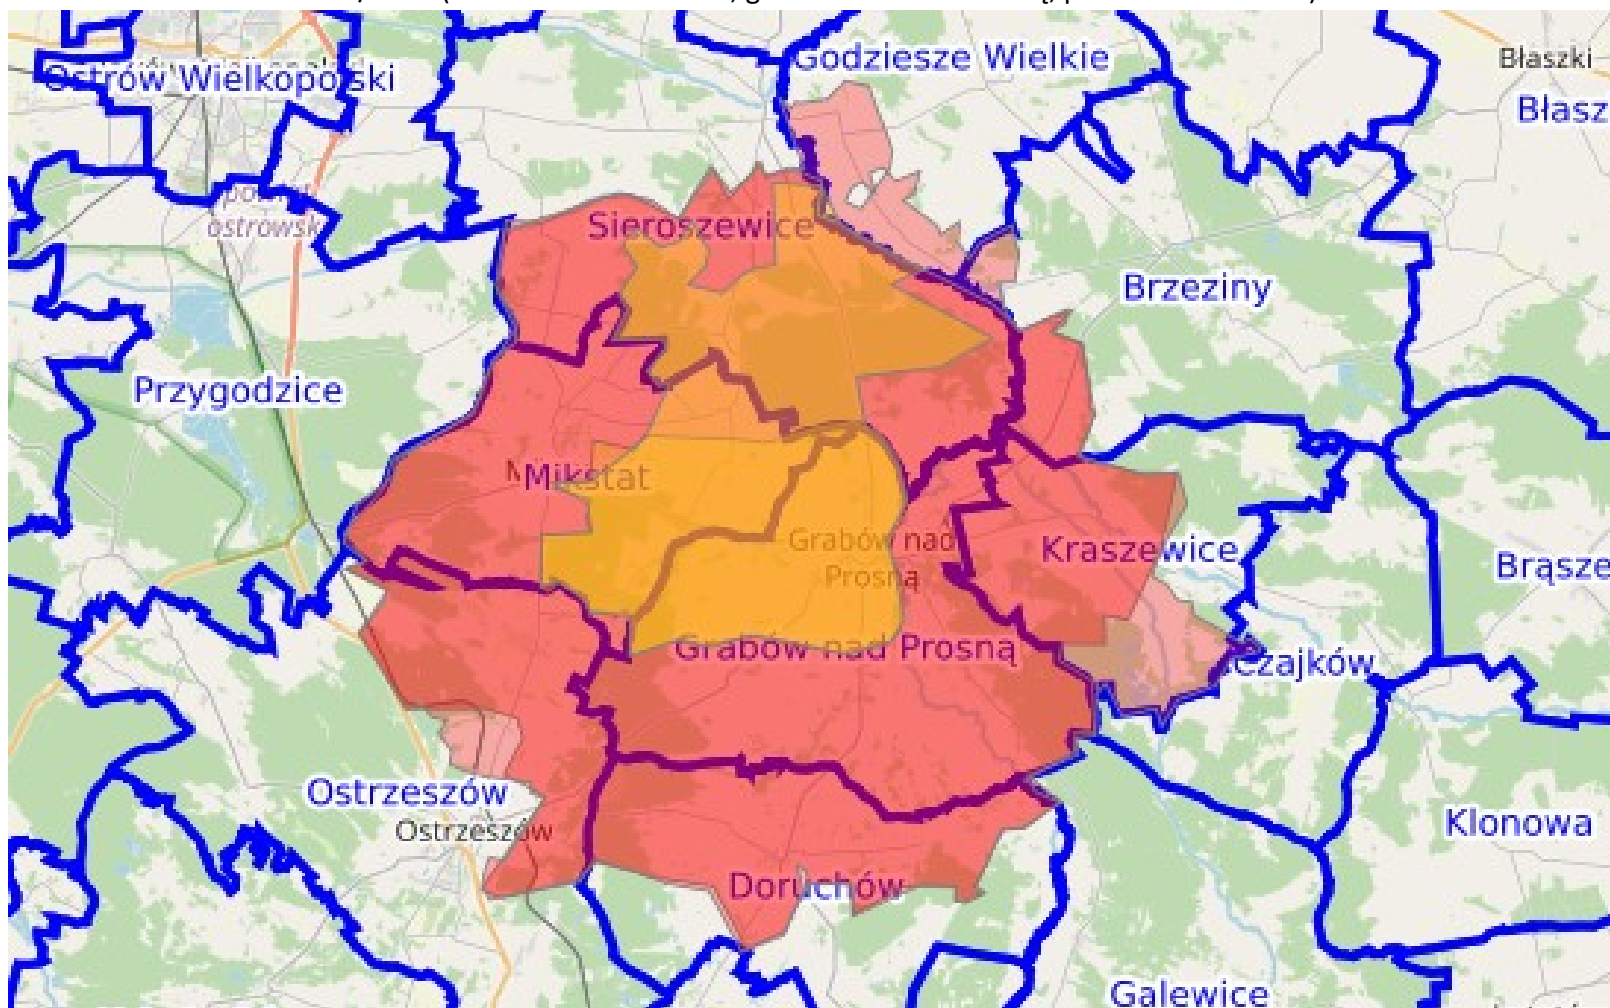 Godziesze Wielkie
Błaszki
Ostrów Wielkopolski
Błasz
ostrowsk
Sieroszewice
Brzeziny
Przygodzice
Mikstat
Grabów nad
Prosną
Kraszewice
Brąsze
Grabów nad Prosną
Czajków
Ostrzeszów
Ostrzeszów
Klonowa
Doruchów
Galewice